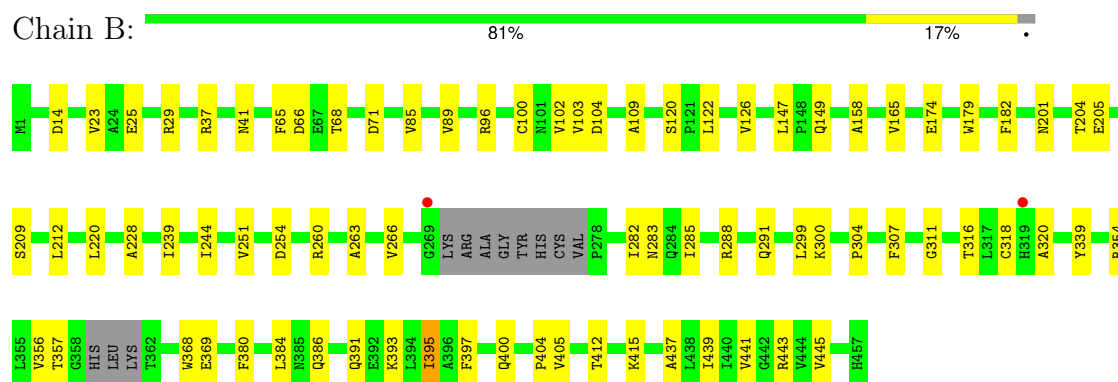 Chain B:
81% 17% •
M1 D14 V23 A24 E25 R29 R37 N41 F65 D66 E67 T68 D71 V85 V89 R96 C100 N101 V102 V103 D104 A109 S120 P121 L122 V126 L147 P148 Q149 A158 V165 E174 W179 F182 N201 T204 E205
S209 L212 L220 A228 I239 I244 V251 D254 R260 A263 V266 G269 LYS ARG ALA GLY TYR HIS CYS VAL P278 I282 N283 Q284 I285 R288 Q291 L299 K300 P304 F307 G311 T316 L317 C318 H319 A320 Y339
L355 V356 T357 G358 HIS LEU LYS T362 W368 E369 F380 L384 N385 Q386 Q391 E392 K393 L394 I395 A396 F397 Q400 P404 V405 T412 K415 A437 L438 I439 I440 V441 G442 R443 V444 V445 H457